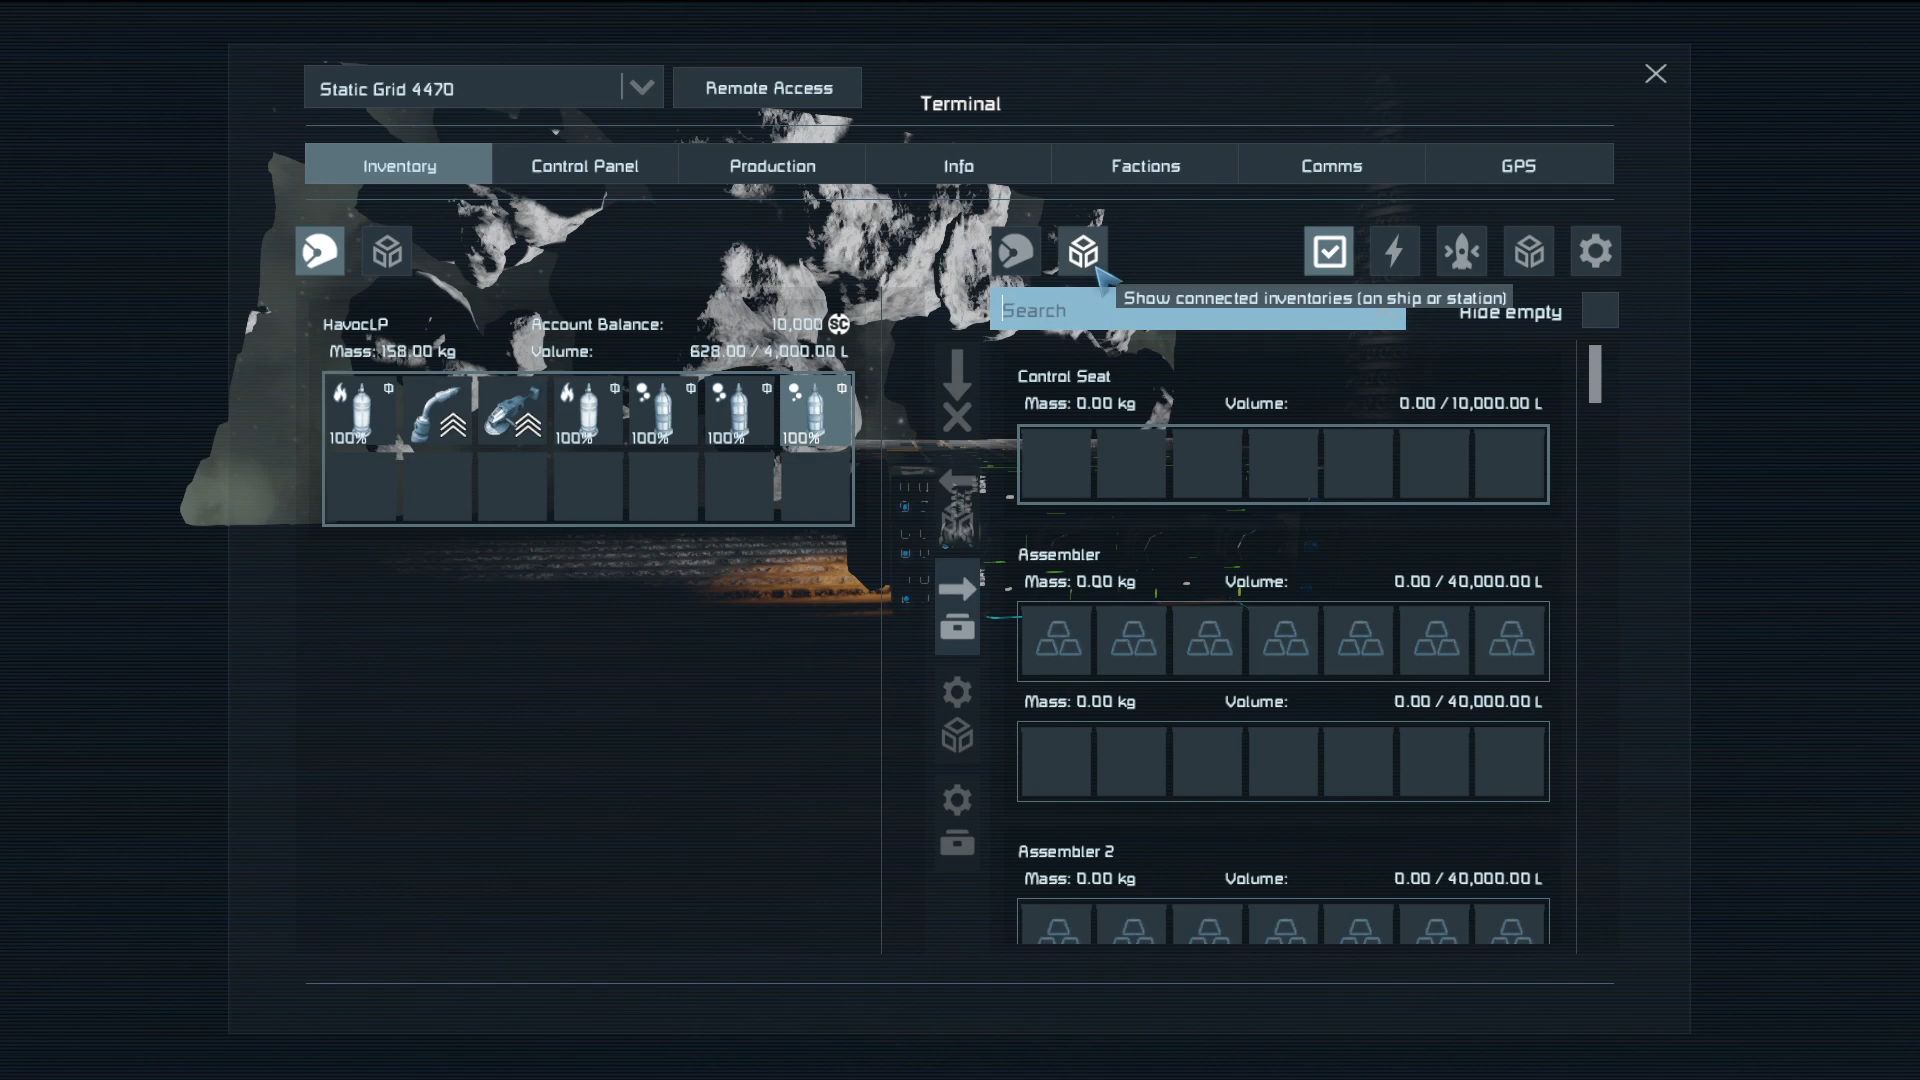 Static Grid 4470
Remote Access
Terminal
Inventory
Control Panel
Production
Info
Factions
Comms
GPS
Show connected inventories (on ship or station)
Search
Hide empty
HavocLP
Account Balance: 10,000 SC
Mass: 158.00 kg
Volume: 628.00 / 4,000.00 L
100%
100%
100%
100%
100%
Control Seat
Mass: 0.00 kg
Volume: 0.00 / 10,000.00 L
Assembler
Mass: 0.00 kg
Volume: 0.00 / 40,000.00 L
Mass: 0.00 kg
Volume: 0.00 / 40,000.00 L
Assembler 2
Mass: 0.00 kg
Volume: 0.00 / 40,000.00 L